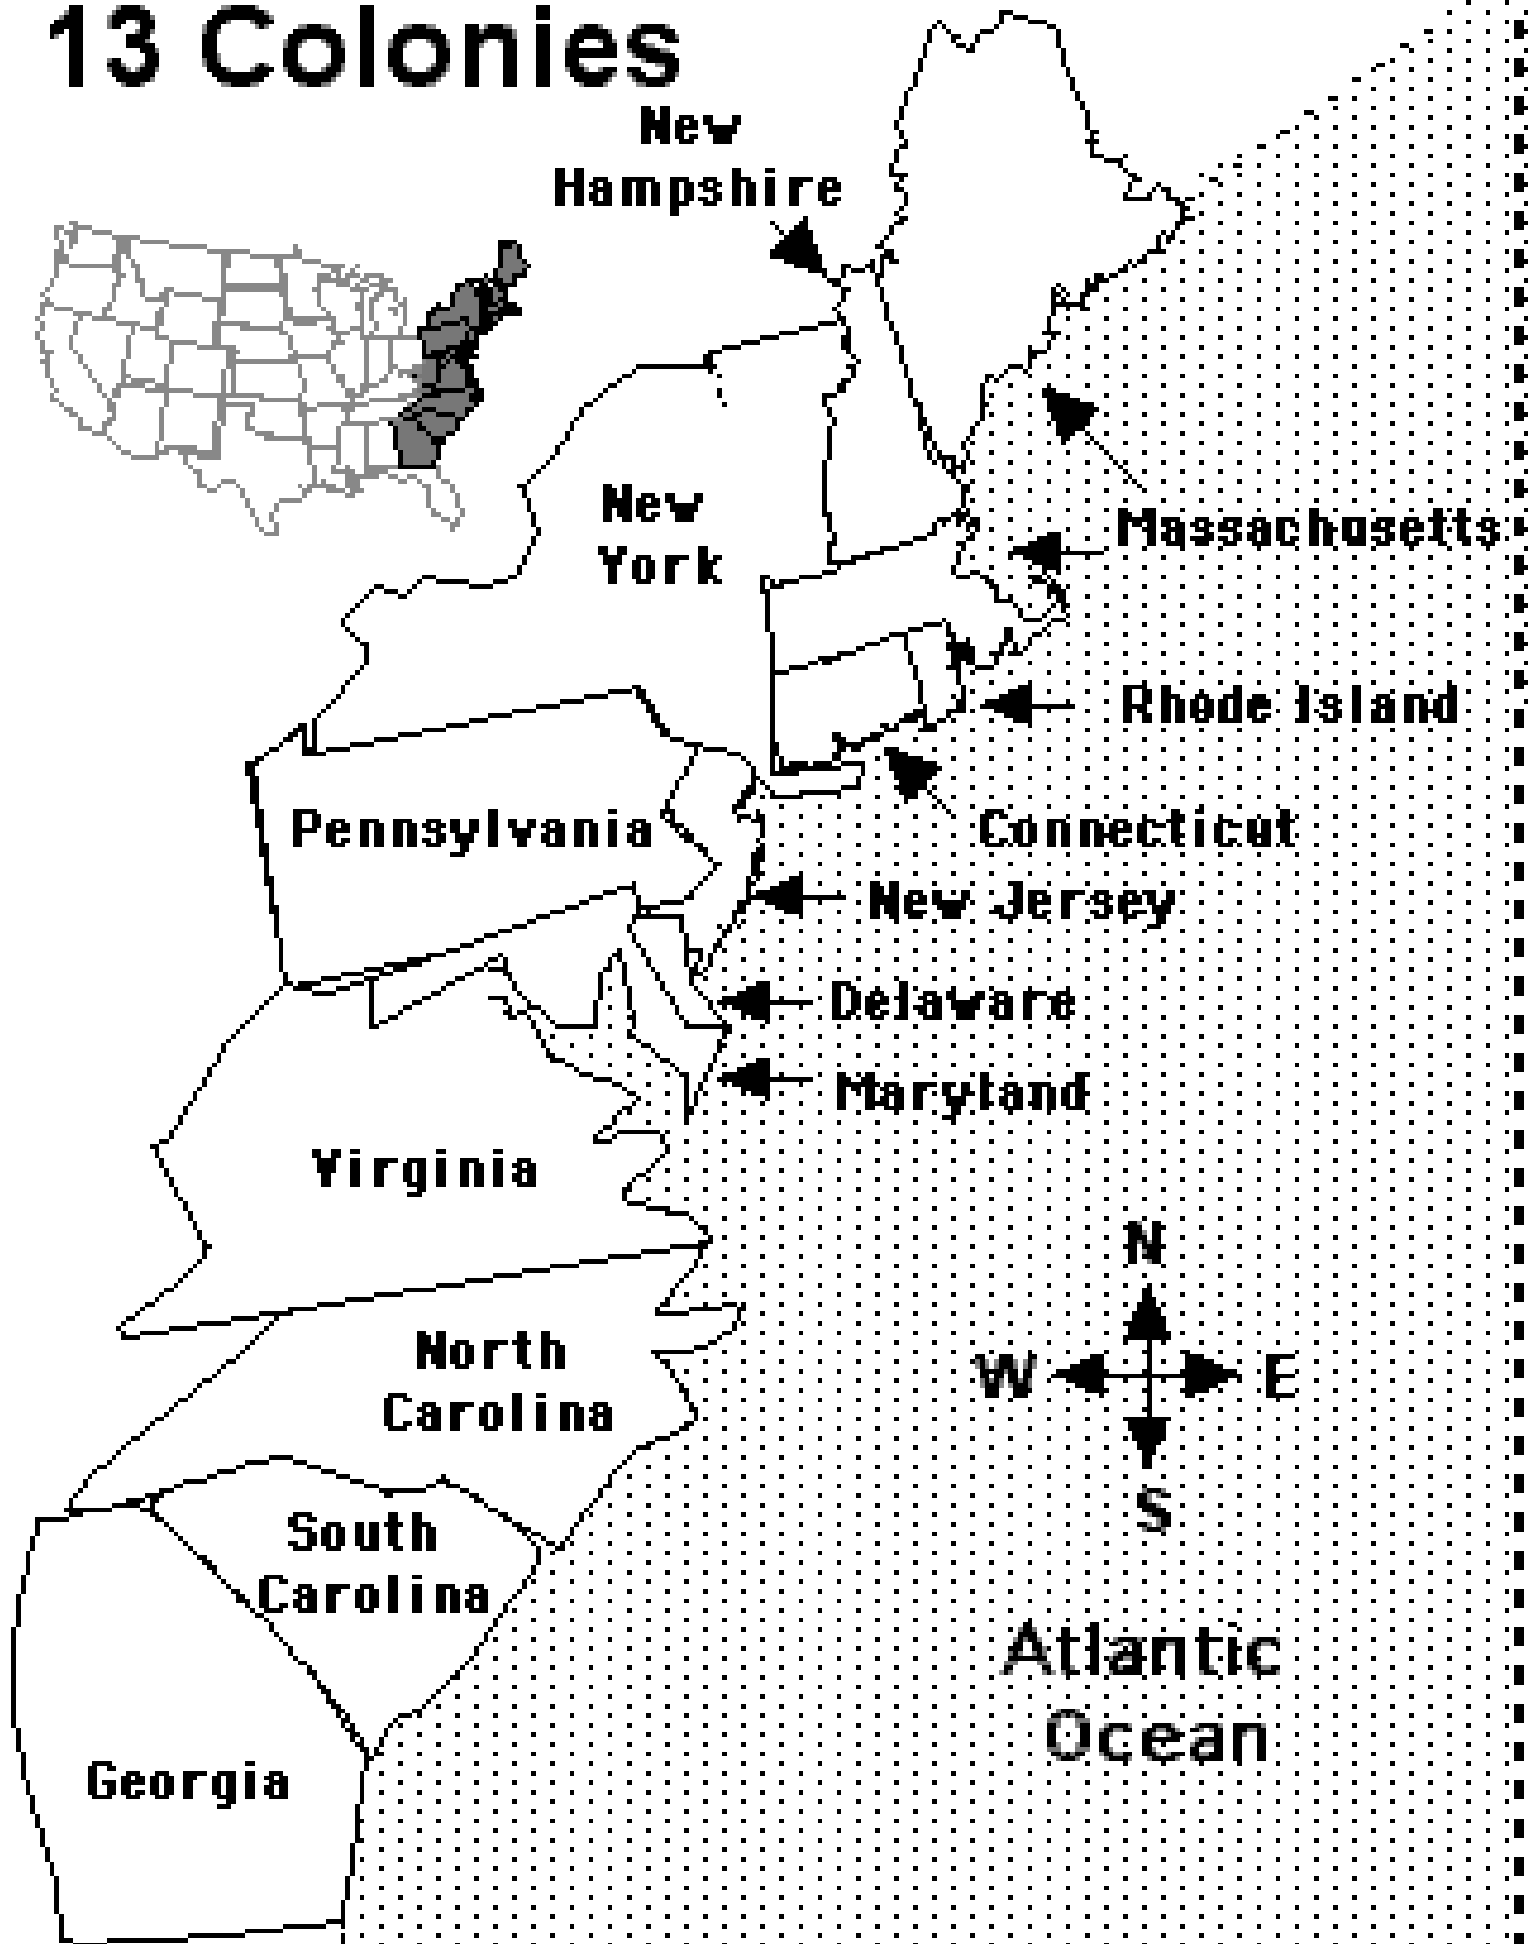 13 Colonies
New
Hampshire
New
York
Massachusetts
Rhode Island
Pennsylvania
Connecticut
New Jersey
Delaware
Maryland
Virginia
N
W
E
S
North
Carolina
South
Carolina
Atlantic
Ocean
Georgia